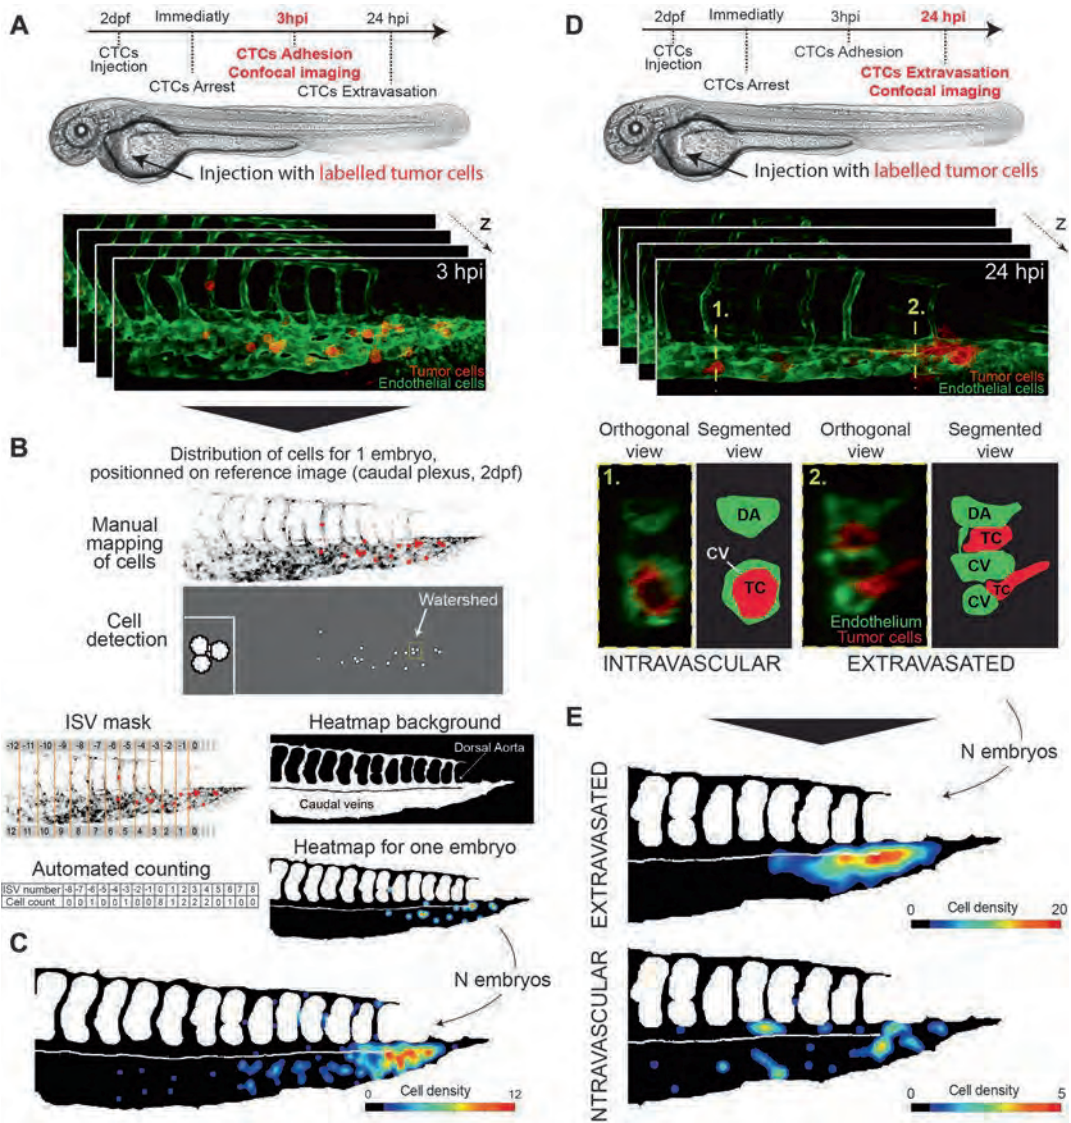 A
2dpf
Immediatly
3hpi
24 hpi
CTCs
Injection
CTCs Arrest
CTCs Adhesion
Confocal imaging
CTCs Extravasation
Injection with labelled tumor cells
Z
3 hpi
Tumor cells
Endothelial cells
B
Distribution of cells for 1 embryo,
positionned on reference image (caudal plexus, 2dpf)
Manual
mapping
of cells
Cell
detection
Watershed
ISV mask
-12 -11 -10 -9 -8 -7 -6 -5 -4 -3 -2 -1 0
12 11 10 9 8 7 6 5 4 3 2 1 0
Heatmap background
Dorsal Aorta
Caudal veins
Automated counting
ISV number -8 -7 -6 -5 -4 -3 -2 -1 0 1 2 3 4 5 6 7 8
Cell count 0 0 1 0 0 1 0 0 8 1 2 2 2 0 1 0 0
Heatmap for one embryo
C
N embryos
0 Cell density 12
D
2dpf
Immediatly
3hpi
24 hpi
CTCs
Injection
CTCs Arrest
CTCs Adhesion
CTCs Extravasation
Confocal imaging
Injection with labelled tumor cells
Z
24 hpi
1.
2.
Tumor cells
Endothelial cells
Orthogonal
view
Segmented
view
Orthogonal
view
Segmented
view
1.
DA
CV
TC
2.
Endothelium
Tumor cells
DA
TC
CV
TC
CV
INTRAVASCULAR
EXTRAVASATED
E
N embryos
EXTRAVASATED
0 Cell density 20
NTRAVASCULAR
0 Cell density 5